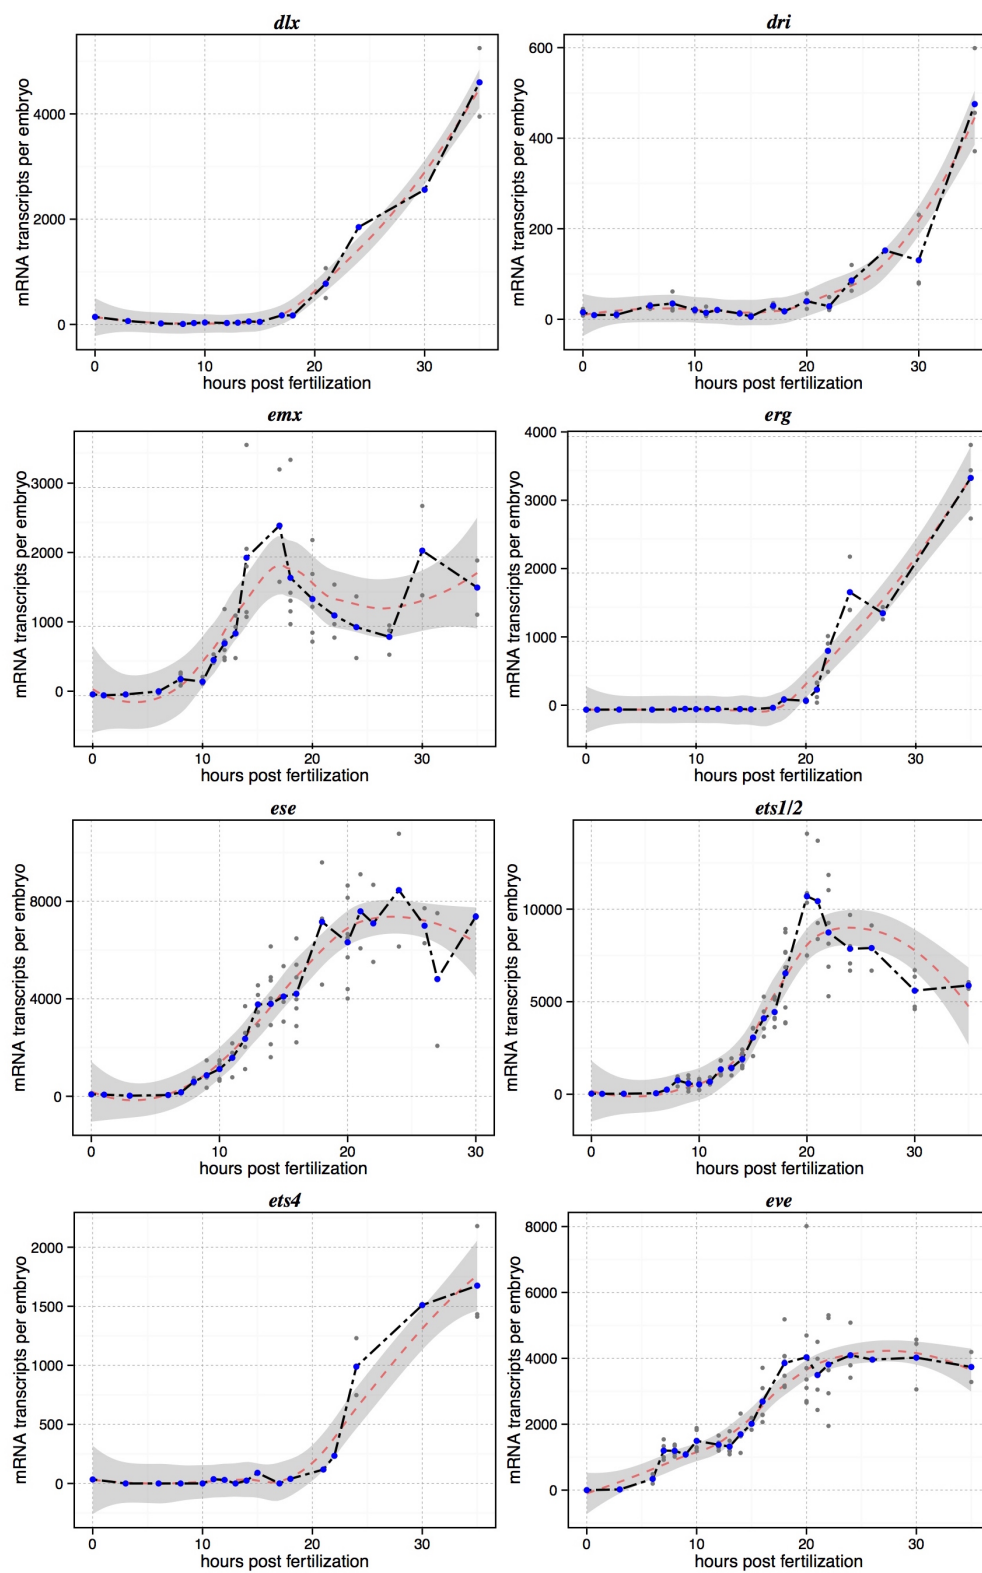 dlx
mRNA transcripts per embryo
4000
2000
0
0 10 20 30
hours post fertilization
dri
mRNA transcripts per embryo
600
400
200
0
0 10 20 30
hours post fertilization
emx
mRNA transcripts per embryo
3000
2000
1000
0
0 10 20 30
hours post fertilization
erg
mRNA transcripts per embryo
4000
3000
2000
1000
0
0 10 20 30
hours post fertilization
ese
mRNA transcripts per embryo
8000
4000
0
0 10 20 30
hours post fertilization
ets1/2
mRNA transcripts per embryo
10000
5000
0
0 10 20 30
hours post fertilization
ets4
mRNA transcripts per embryo
2000
1500
1000
500
0
0 10 20 30
hours post fertilization
eve
mRNA transcripts per embryo
8000
6000
4000
2000
0
0 10 20 30
hours post fertilization